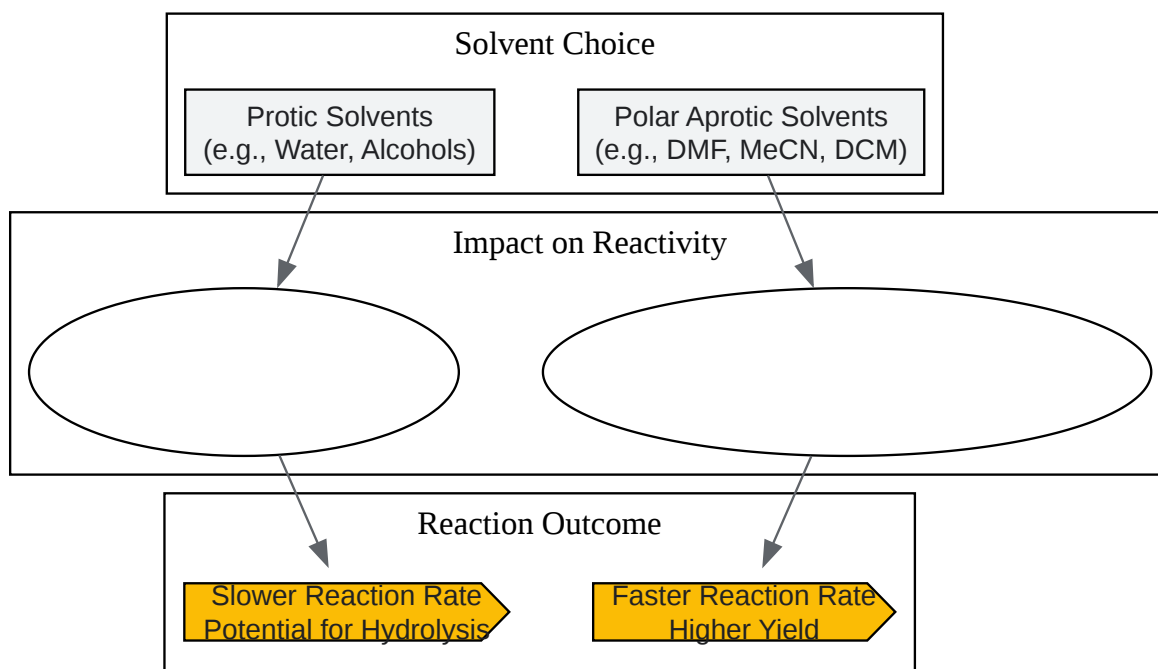 Solvent Choice
Protic Solvents
(e.g., Water, Alcohols)
Polar Aprotic Solvents
(e.g., DMF, MeCN, DCM)
Impact on Reactivity
Reaction Outcome
Slower Reaction Rate
Potential for Hydrolysis
Faster Reaction Rate
Higher Yield